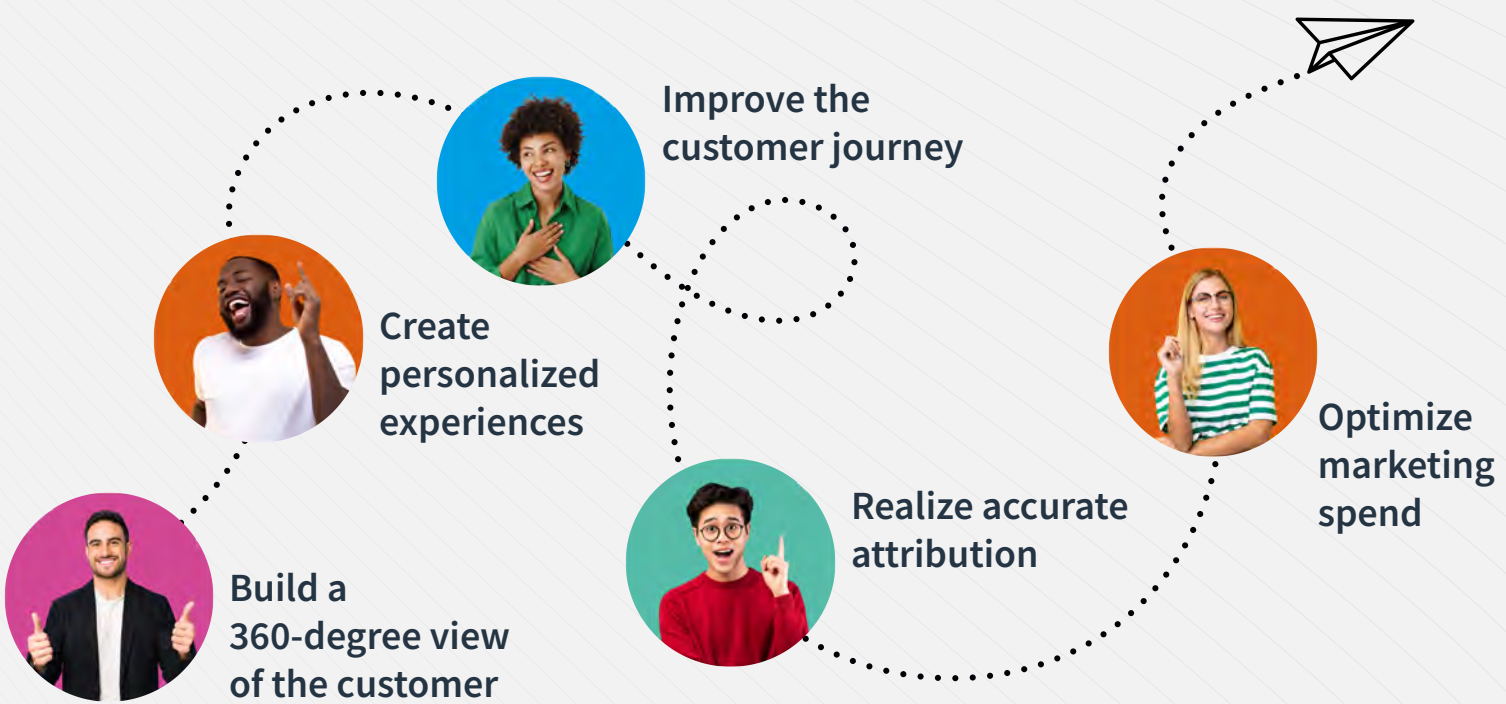 Improve the
customer journey
Create
personalized
experiences
Optimize
marketing
spend
Realize accurate
attribution
Build a
360-degree view
of the customer